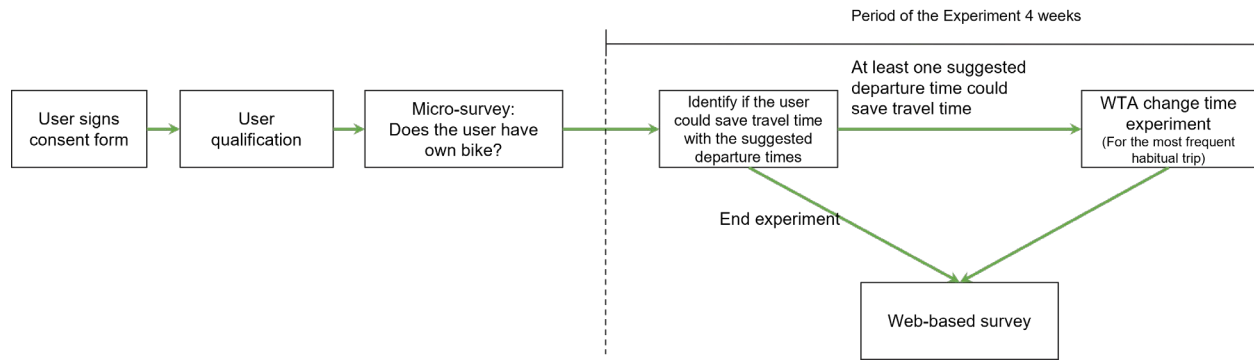 Period of the Experiment 4 weeks
User signs
consent form
User
qualification
Micro-survey:
Does the user have
own bike?
Identify if the user
could save travel time
with the suggested
departure times
At least one suggested
departure time could
save travel time
WTA change time
experiment
(For the most frequent
habitual trip)
End experiment
Web-based survey